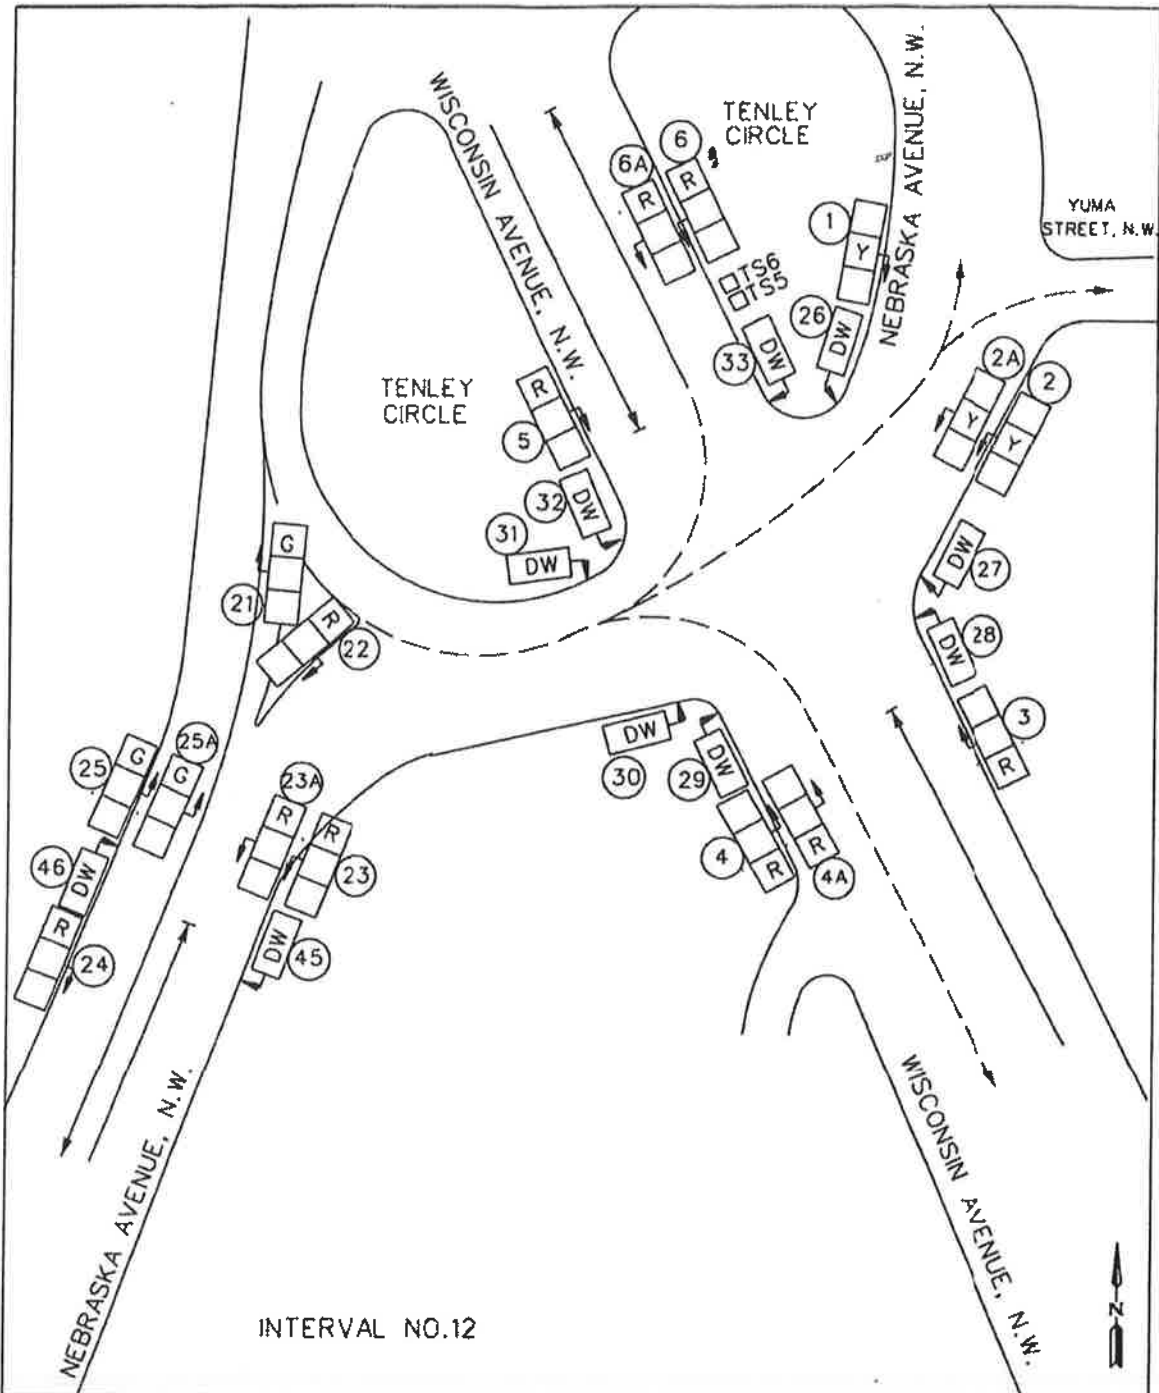 WISCONSIN AVENUE, N.W.
TENLEY
CIRCLE
NEBRASKA AVENUE, N.W.
YUMA
STREET, N.W.
6A
R
6
R
1
Y
TS6
TS5
26
DW
33
DW
2A
Y
2
Y
TENLEY
CIRCLE
5
R
32
DW
31
DW
27
DW
28
DW
3
R
21
G
22
R
25
G
25A
G
23A
R
23
R
30
DW
29
DW
4
R
4A
R
46
DW
24
R
45
DW
NEBRASKA AVENUE, N.W.
WISCONSIN AVENUE, N.W.
INTERVAL NO.12
N